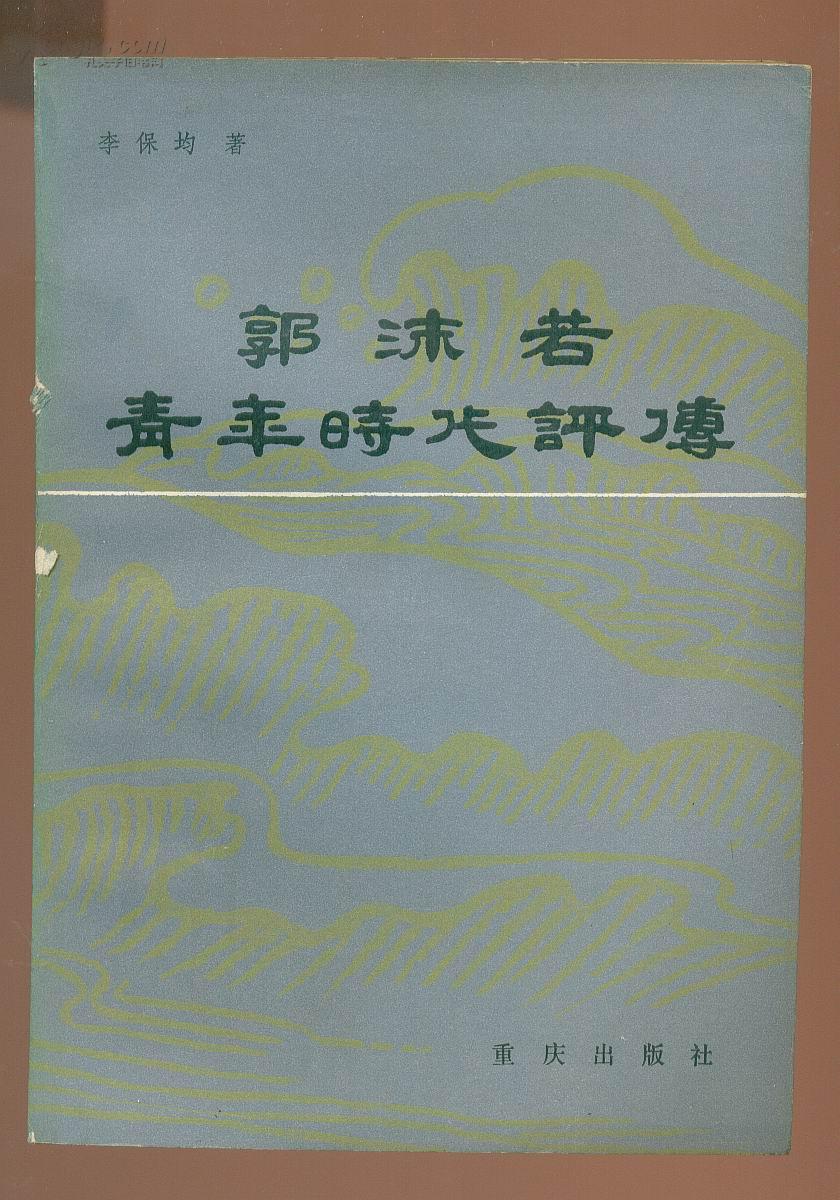 李保均 著
郭沫若
青年時代評傳
重庆出版社